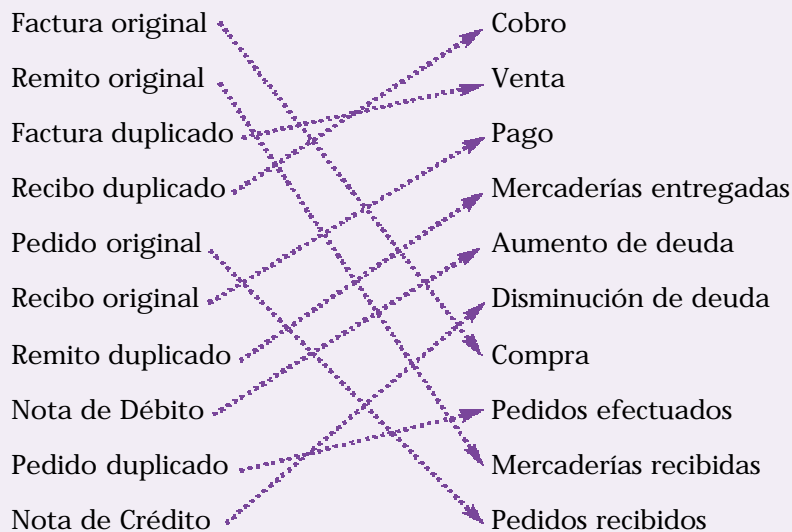 Factura original Cobro
Remito original Venta
Factura duplicado Pago
Recibo duplicado Mercaderías entregadas
Pedido original Aumento de deuda
Recibo original Disminución de deuda
Remito duplicado Compra
Nota de Débito Pedidos efectuados
Pedido duplicado Mercaderías recibidas
Nota de Crédito Pedidos recibidos